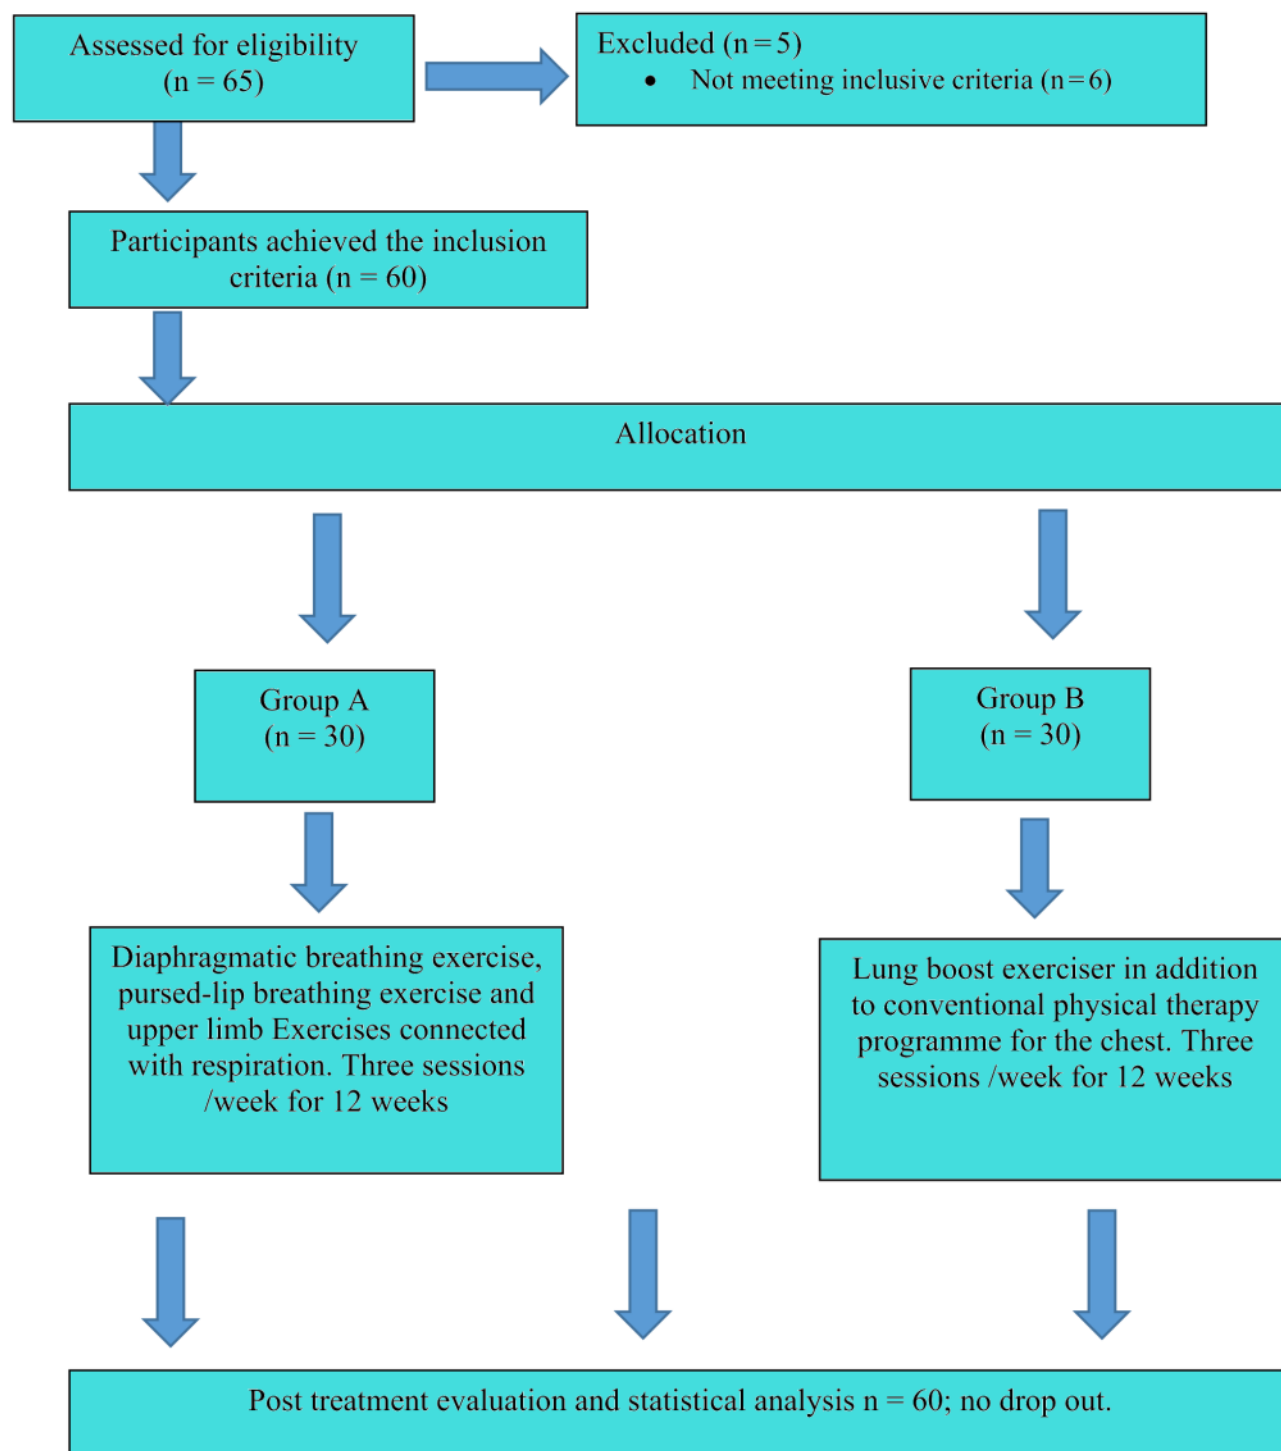 Assessed for eligibility
(n = 65)
Excluded (n = 5)
• Not meeting inclusive criteria (n = 6)
Participants achieved the inclusion
criteria (n = 60)
Allocation
Group A
(n = 30)
Group B
(n = 30)
Diaphragmatic breathing exercise,
pursed-lip breathing exercise and
upper limb Exercises connected
with respiration. Three sessions
/week for 12 weeks
Lung boost exerciser in addition
to conventional physical therapy
programme for the chest. Three
sessions /week for 12 weeks
Post treatment evaluation and statistical analysis n = 60; no drop out.